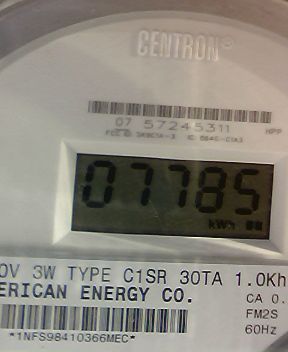 CENTRON®
07 57245311 HPP
07785
kWh
0V 3W TYPE C1SR 30TA 1.0Kh
ERICAN ENERGY CO. CA 0.
FM2S
*1NFS98410366MEC* 60Hz